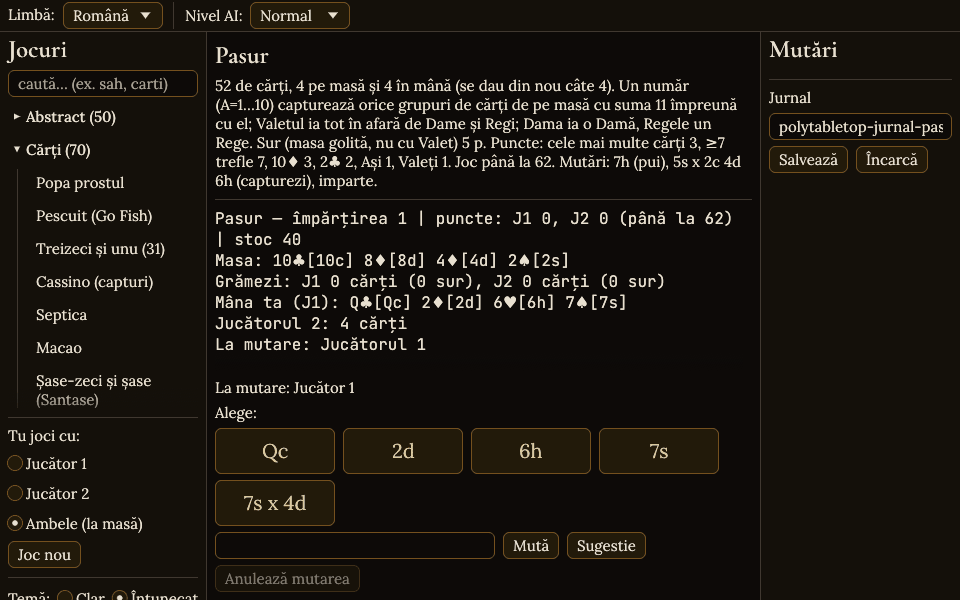 Limbă: Română ▼ Nivel AI: Normal ▼
Jocuri
caută... (ex. sah, carti)
▸ Abstract (50)
▾ Cărți (70)
Popa prostul
Pescuit (Go Fish)
Treizeci și unu (31)
Cassino (capturi)
Septica
Macao
Șase-zeci și șase
(Santase)
Tu joci cu:
Jucător 1
Jucător 2
Ambele (la masă)
Joc nou
Temă: Clar Întunecat
Pasur
52 de cărți, 4 pe masă și 4 în mână (se dau din nou câte 4). Un număr
(A=1...10) capturează orice grupuri de cărți de pe masă cu suma 11 împreună
cu el; Valetul ia tot în afară de Dame și Regi; Dama ia o Damă, Regele un
Rege. Sur (masa golită, nu cu Valet) 5 p. Puncte: cele mai multe cărți 3, ≥7
trefle 7, 10♦ 3, 2♣ 2, Ași 1, Valeți 1. Joc până la 62. Mutări: 7h (pui), 5s x 2c 4d
6h (capturezi), imparte.
Pasur — împărțirea 1 | puncte: J1 0, J2 0 (până la 62)
| stoc 40
Masa: 10♣[10c] 8♦[8d] 4♦[4d] 2♠[2s]
Grămezi: J1 0 cărți (0 sur), J2 0 cărți (0 sur)
Mâna ta (J1): Q♣[Qc] 2♦[2d] 6♥[6h] 7♠[7s]
Jucătorul 2: 4 cărți
La mutare: Jucătorul 1
La mutare: Jucător 1
Alege:
Qc 2d 6h 7s
7s x 4d
Mută Sugestie
Anulează mutarea
Mutări
Jurnal
polytabletop-jurnal-pas
Salvează Încarcă